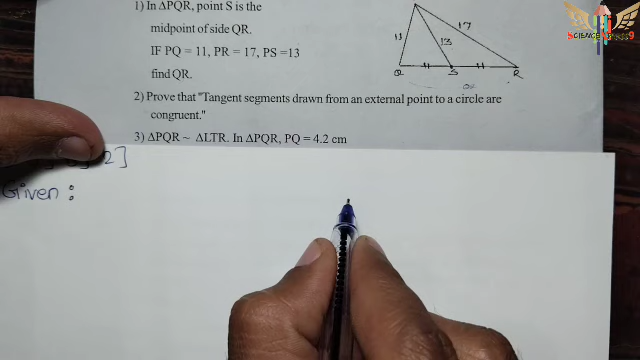 1) In ΔPQR, point S is the
midpoint of side QR.
IF PQ = 11, PR = 17, PS =13
find QR.
11
17
13
Q
S
R
2) Prove that "Tangent segments drawn from an external point to a circle are
congruent."
3) ΔPQR ~ ΔLTR. In ΔPQR, PQ = 4.2 cm
2]
Given :